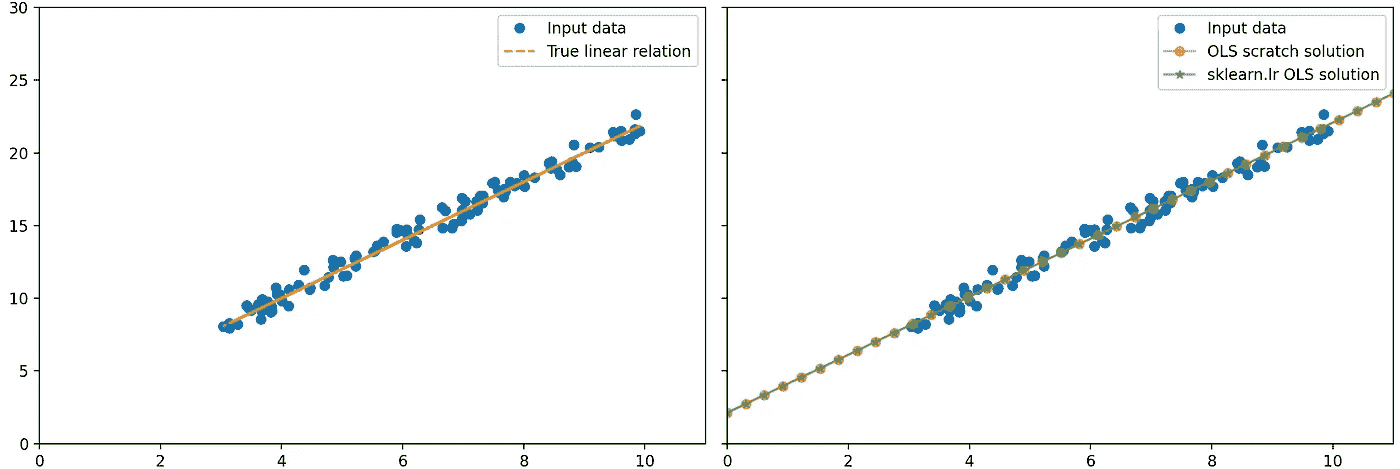 30
25
20
15
10
5
0
0 2 4 6 8 10
Input data
True linear relation
0 2 4 6 8 10
Input data
OLS scratch solution
sklearn.lr OLS solution